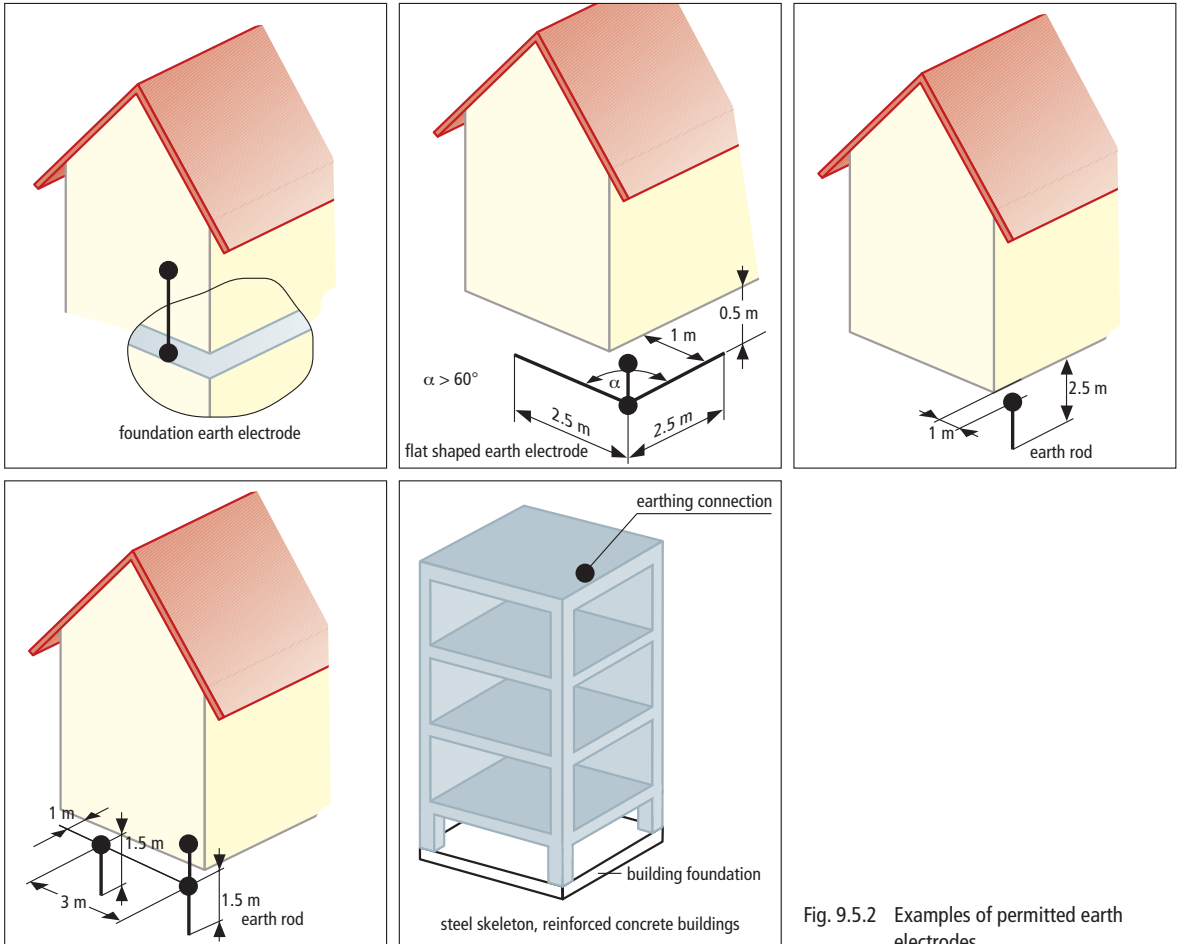 foundation earth electrode
0.5 m
1 m
α > 60°
α
2.5 m
2.5 m
flat shaped earth electrode
2.5 m
1 m
earth rod
1 m
1.5 m
3 m
1.5 m
earth rod
earthing connection
building foundation
steel skeleton, reinforced concrete buildings
Fig. 9.5.2 Examples of permitted earth
electrodes